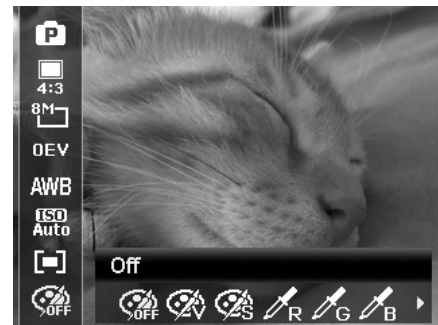 P
4:3
8M
0EV
AWB
ISO
Auto
Off
OFF OFF V S R G B